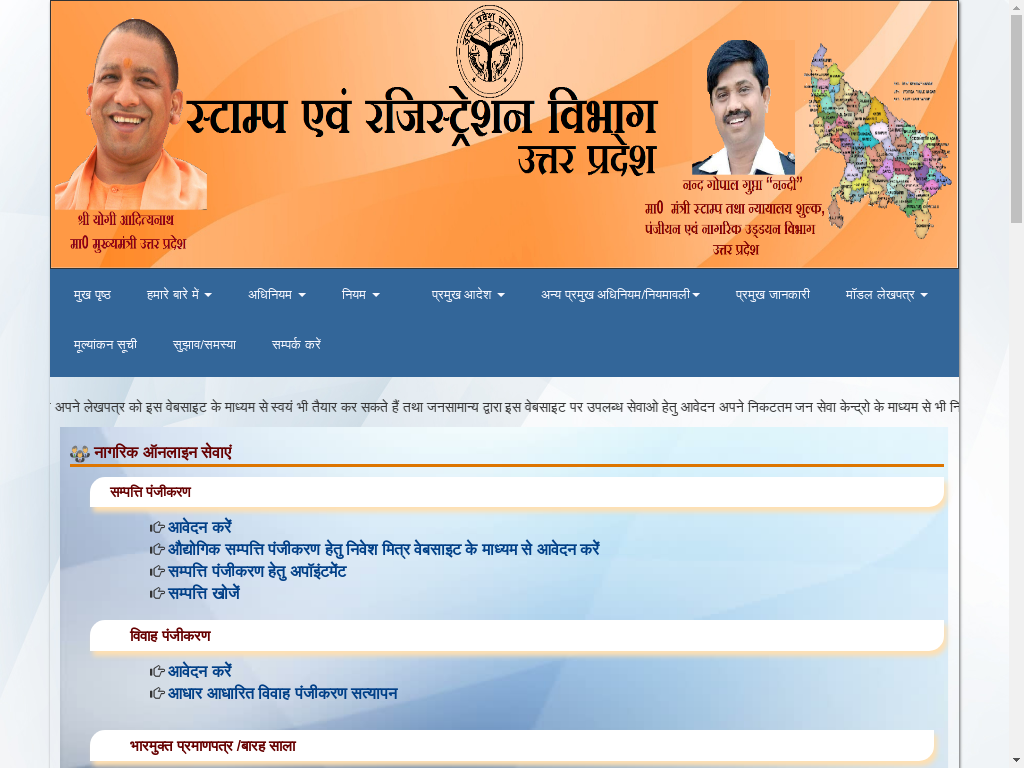 उत्तर प्रदेश सरकार
स्टाम्प एवं रजिस्ट्रेशन विभाग
उत्तर प्रदेश
श्री योगी आदित्यनाथ
मा0 मुख्यमंत्री उत्तर प्रदेश
नन्द गोपाल गुप्ता “नन्दी”
मा0 मंत्री स्टाम्प तथा न्यायालय शुल्क,
पंजीयन एवं नागरिक उड्डयन विभाग
उत्तर प्रदेश
मुख पृष्ठ हमारे बारे में अधिनियम नियम प्रमुख आदेश अन्य प्रमुख अधिनियम/नियमावली प्रमुख जानकारी मॉडल लेखपत्र
मूल्यांकन सूची सुझाव/समस्या सम्पर्क करें
अपने लेखपत्र को इस वेबसाइट के माध्यम से स्वयं भी तैयार कर सकते हैं तथा जनसामान्य द्वारा इस वेबसाइट पर उपलब्ध सेवाओ हेतु आवेदन अपने निकटतम जन सेवा केन्द्रो के माध्यम से भी
नागरिक ऑनलाइन सेवाएं
सम्पत्ति पंजीकरण
आवेदन करें
औद्योगिक सम्पत्ति पंजीकरण हेतु निवेश मित्र वेबसाइट के माध्यम से आवेदन करें
सम्पत्ति पंजीकरण हेतु अपॉइंटमेंट
सम्पत्ति खोजें
विवाह पंजीकरण
आवेदन करें
आधार आधारित विवाह पंजीकरण सत्यापन
भारमुक्त प्रमाणपत्र /बारह साला